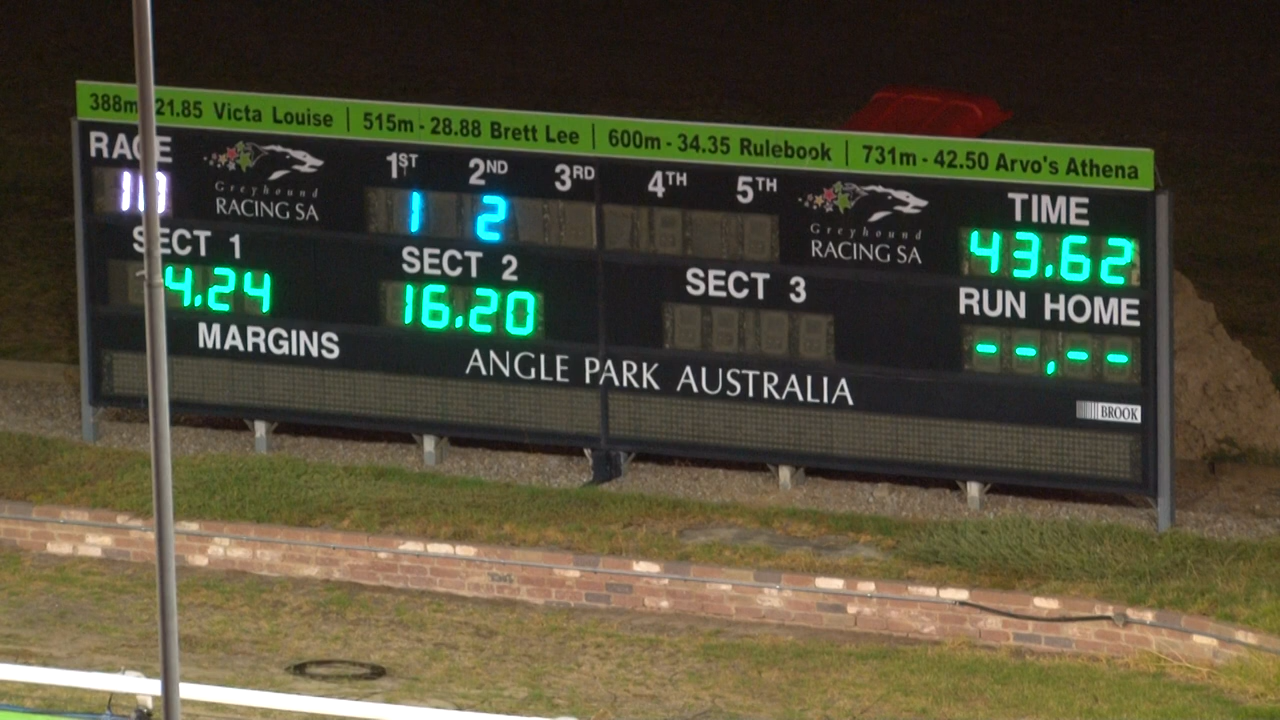 388m 21.85 Victa Louise | 515m - 28.88 Brett Lee | 600m - 34.35 Rulebook | 731m - 42.50 Arvo's Athena
RACE
Greyhound
RACING SA
1ST 2ND 3RD 4TH 5TH
1 2
Greyhound
RACING SA
TIME
43.62
SECT 1
4.24
SECT 2
16.20
SECT 3
RUN HOME
--.--
MARGINS
ANGLE PARK AUSTRALIA
BROOK